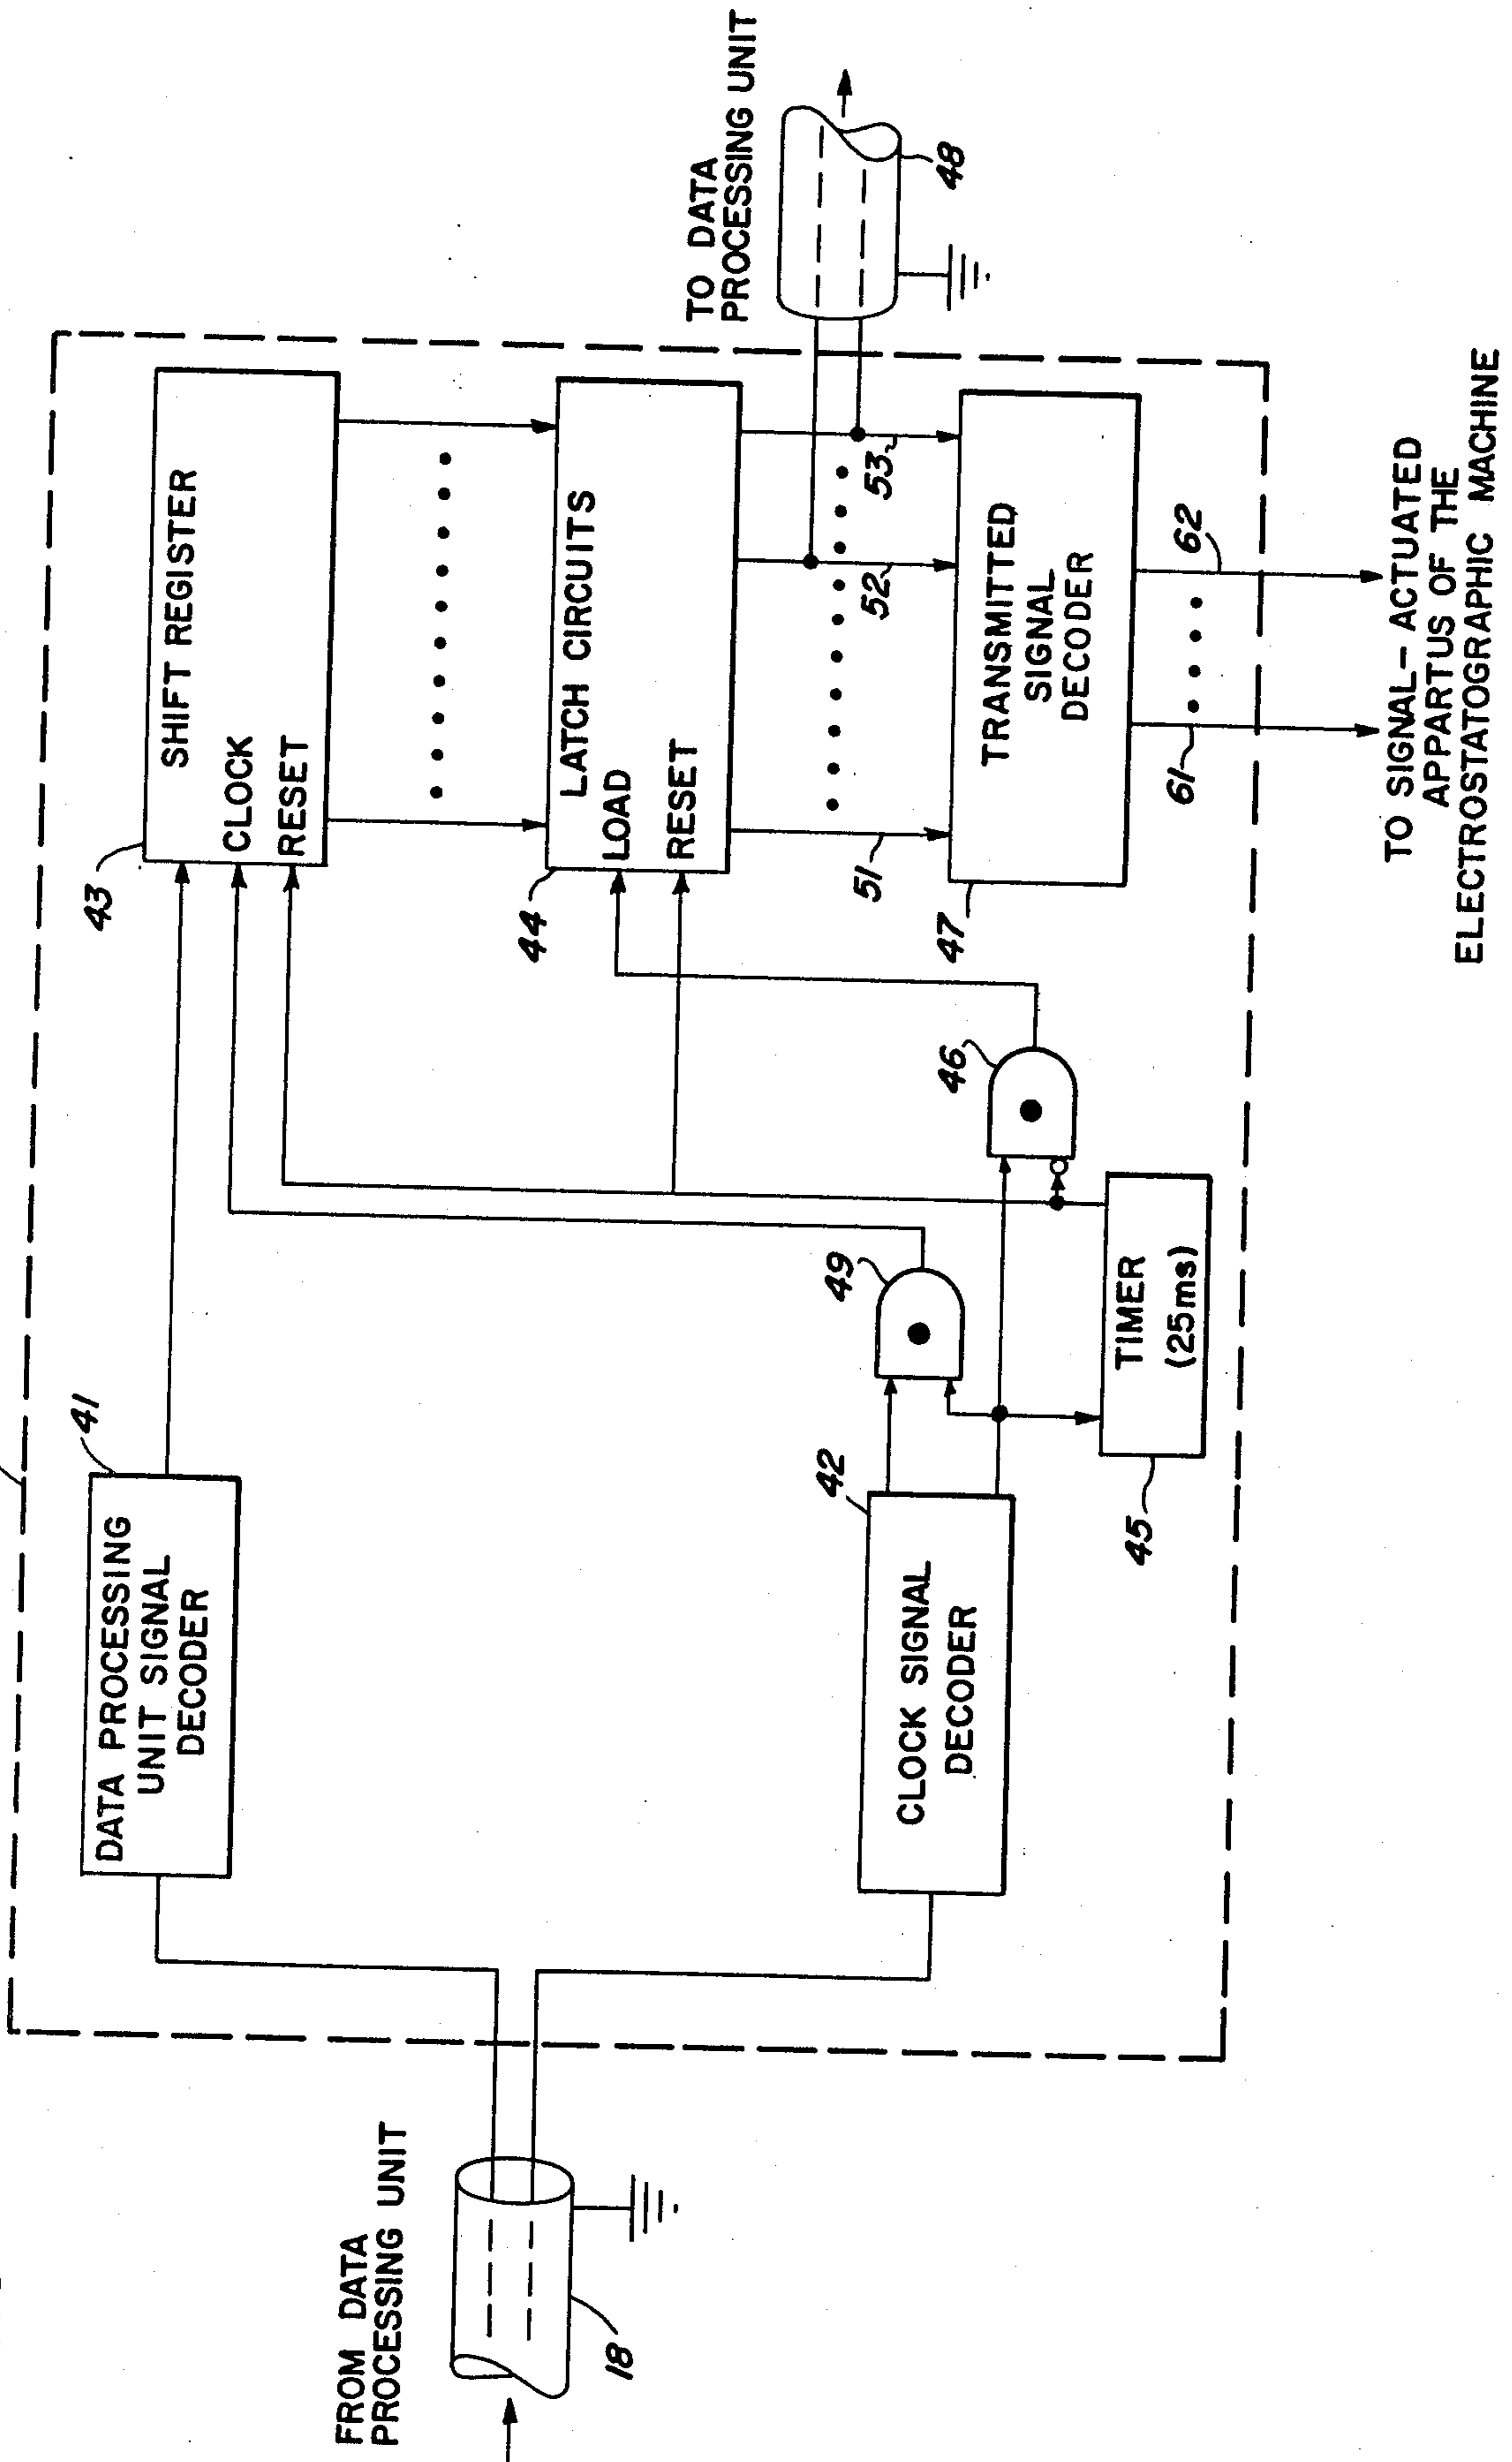 FROM DATA
PROCESSING UNIT
18
DATA PROCESSING
UNIT SIGNAL
DECODER
41
CLOCK SIGNAL
DECODER
42
49
TIMER
(25ms)
45
46
43
SHIFT REGISTER
CLOCK
RESET
44
LATCH CIRCUITS
LOAD
RESET
51
52
53
47
TRANSMITTED
SIGNAL
DECODER
61
62
TO DATA
PROCESSING UNIT
48
TO SIGNAL-ACTUATED
APPARTUS OF THE
ELECTROSTATOGRAPHIC MACHINE